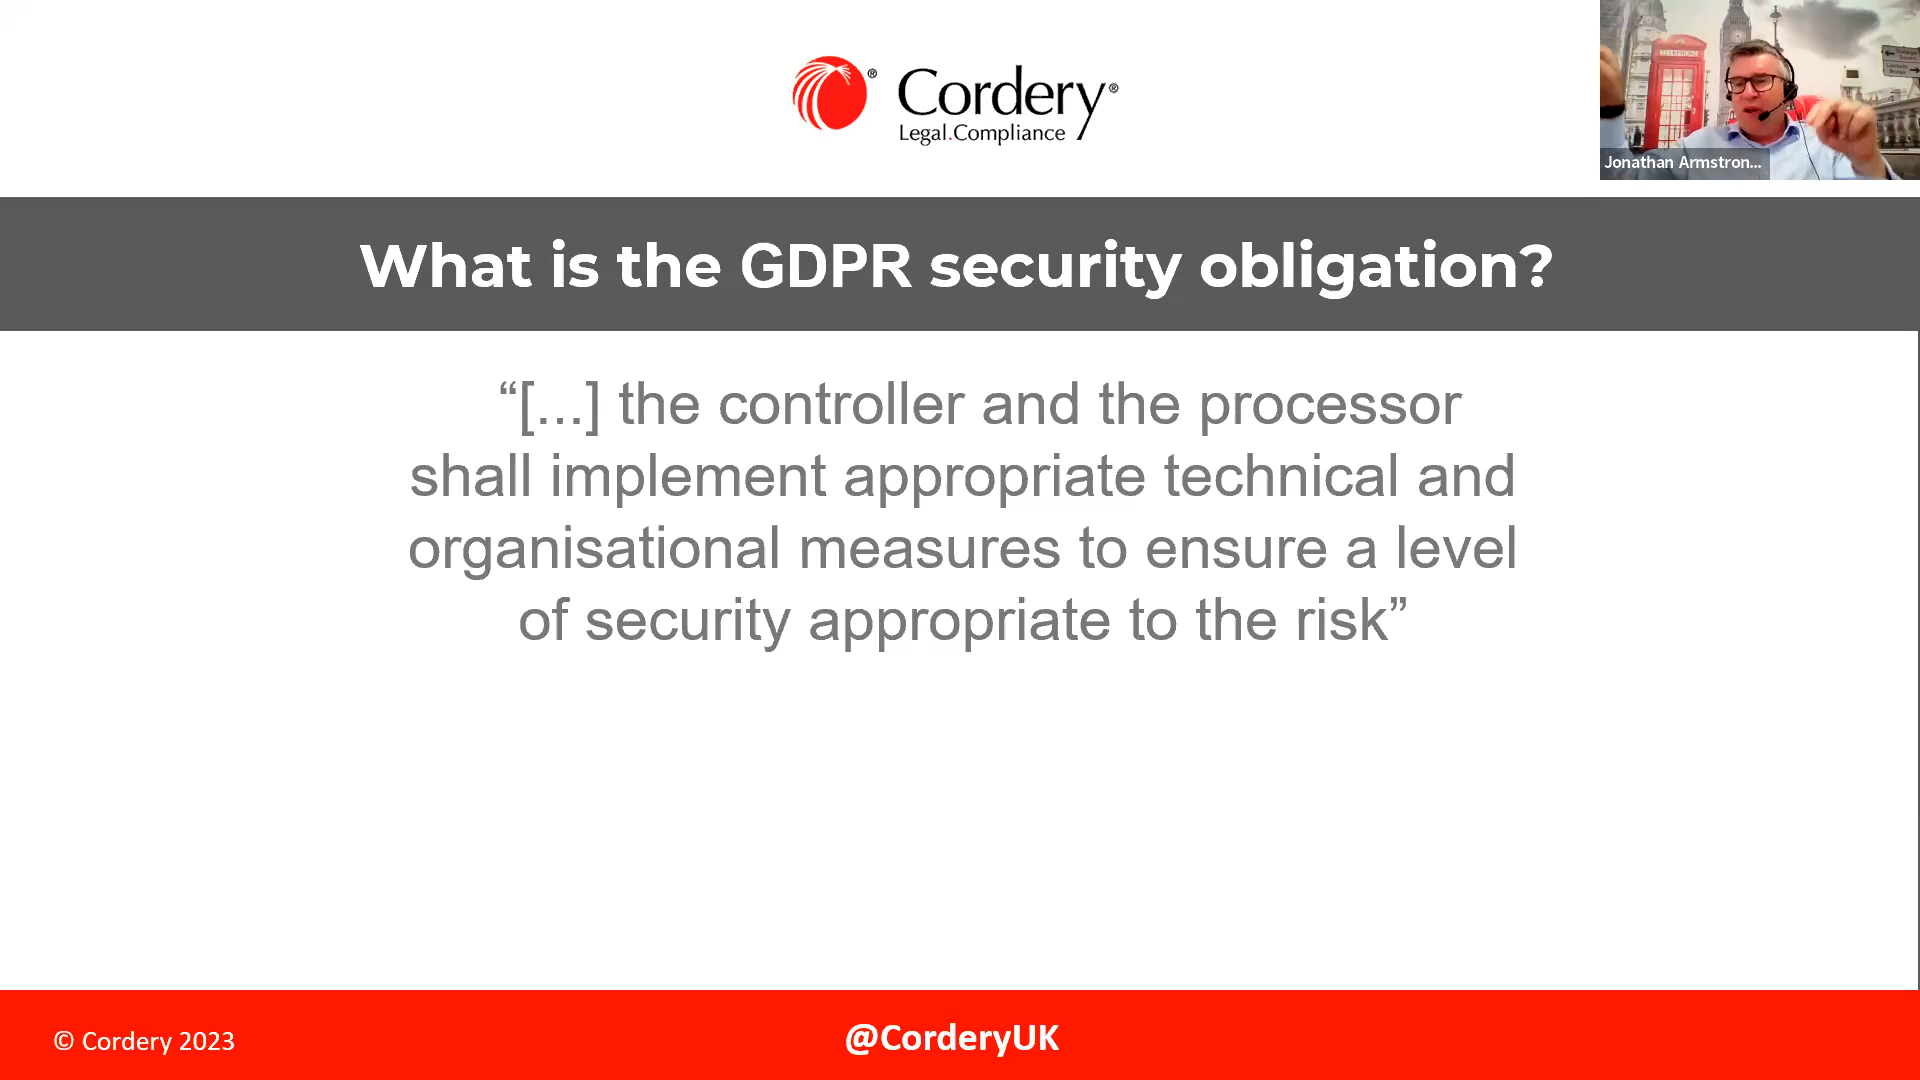 Cordery®
Legal.Compliance
TELEPHONE
Jonathan Armstron...
What is the GDPR security obligation?
“[...] the controller and the processor
shall implement appropriate technical and
organisational measures to ensure a level
of security appropriate to the risk”
© Cordery 2023
@CorderyUK